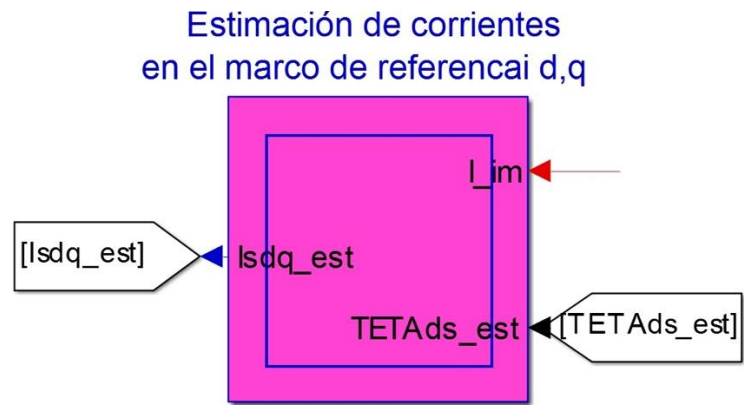 Estimación de corrientes
en el marco de referencai d,q
I_im
[Isdq_est]
Isdq_est
TETAds_est
[TETAds_est]